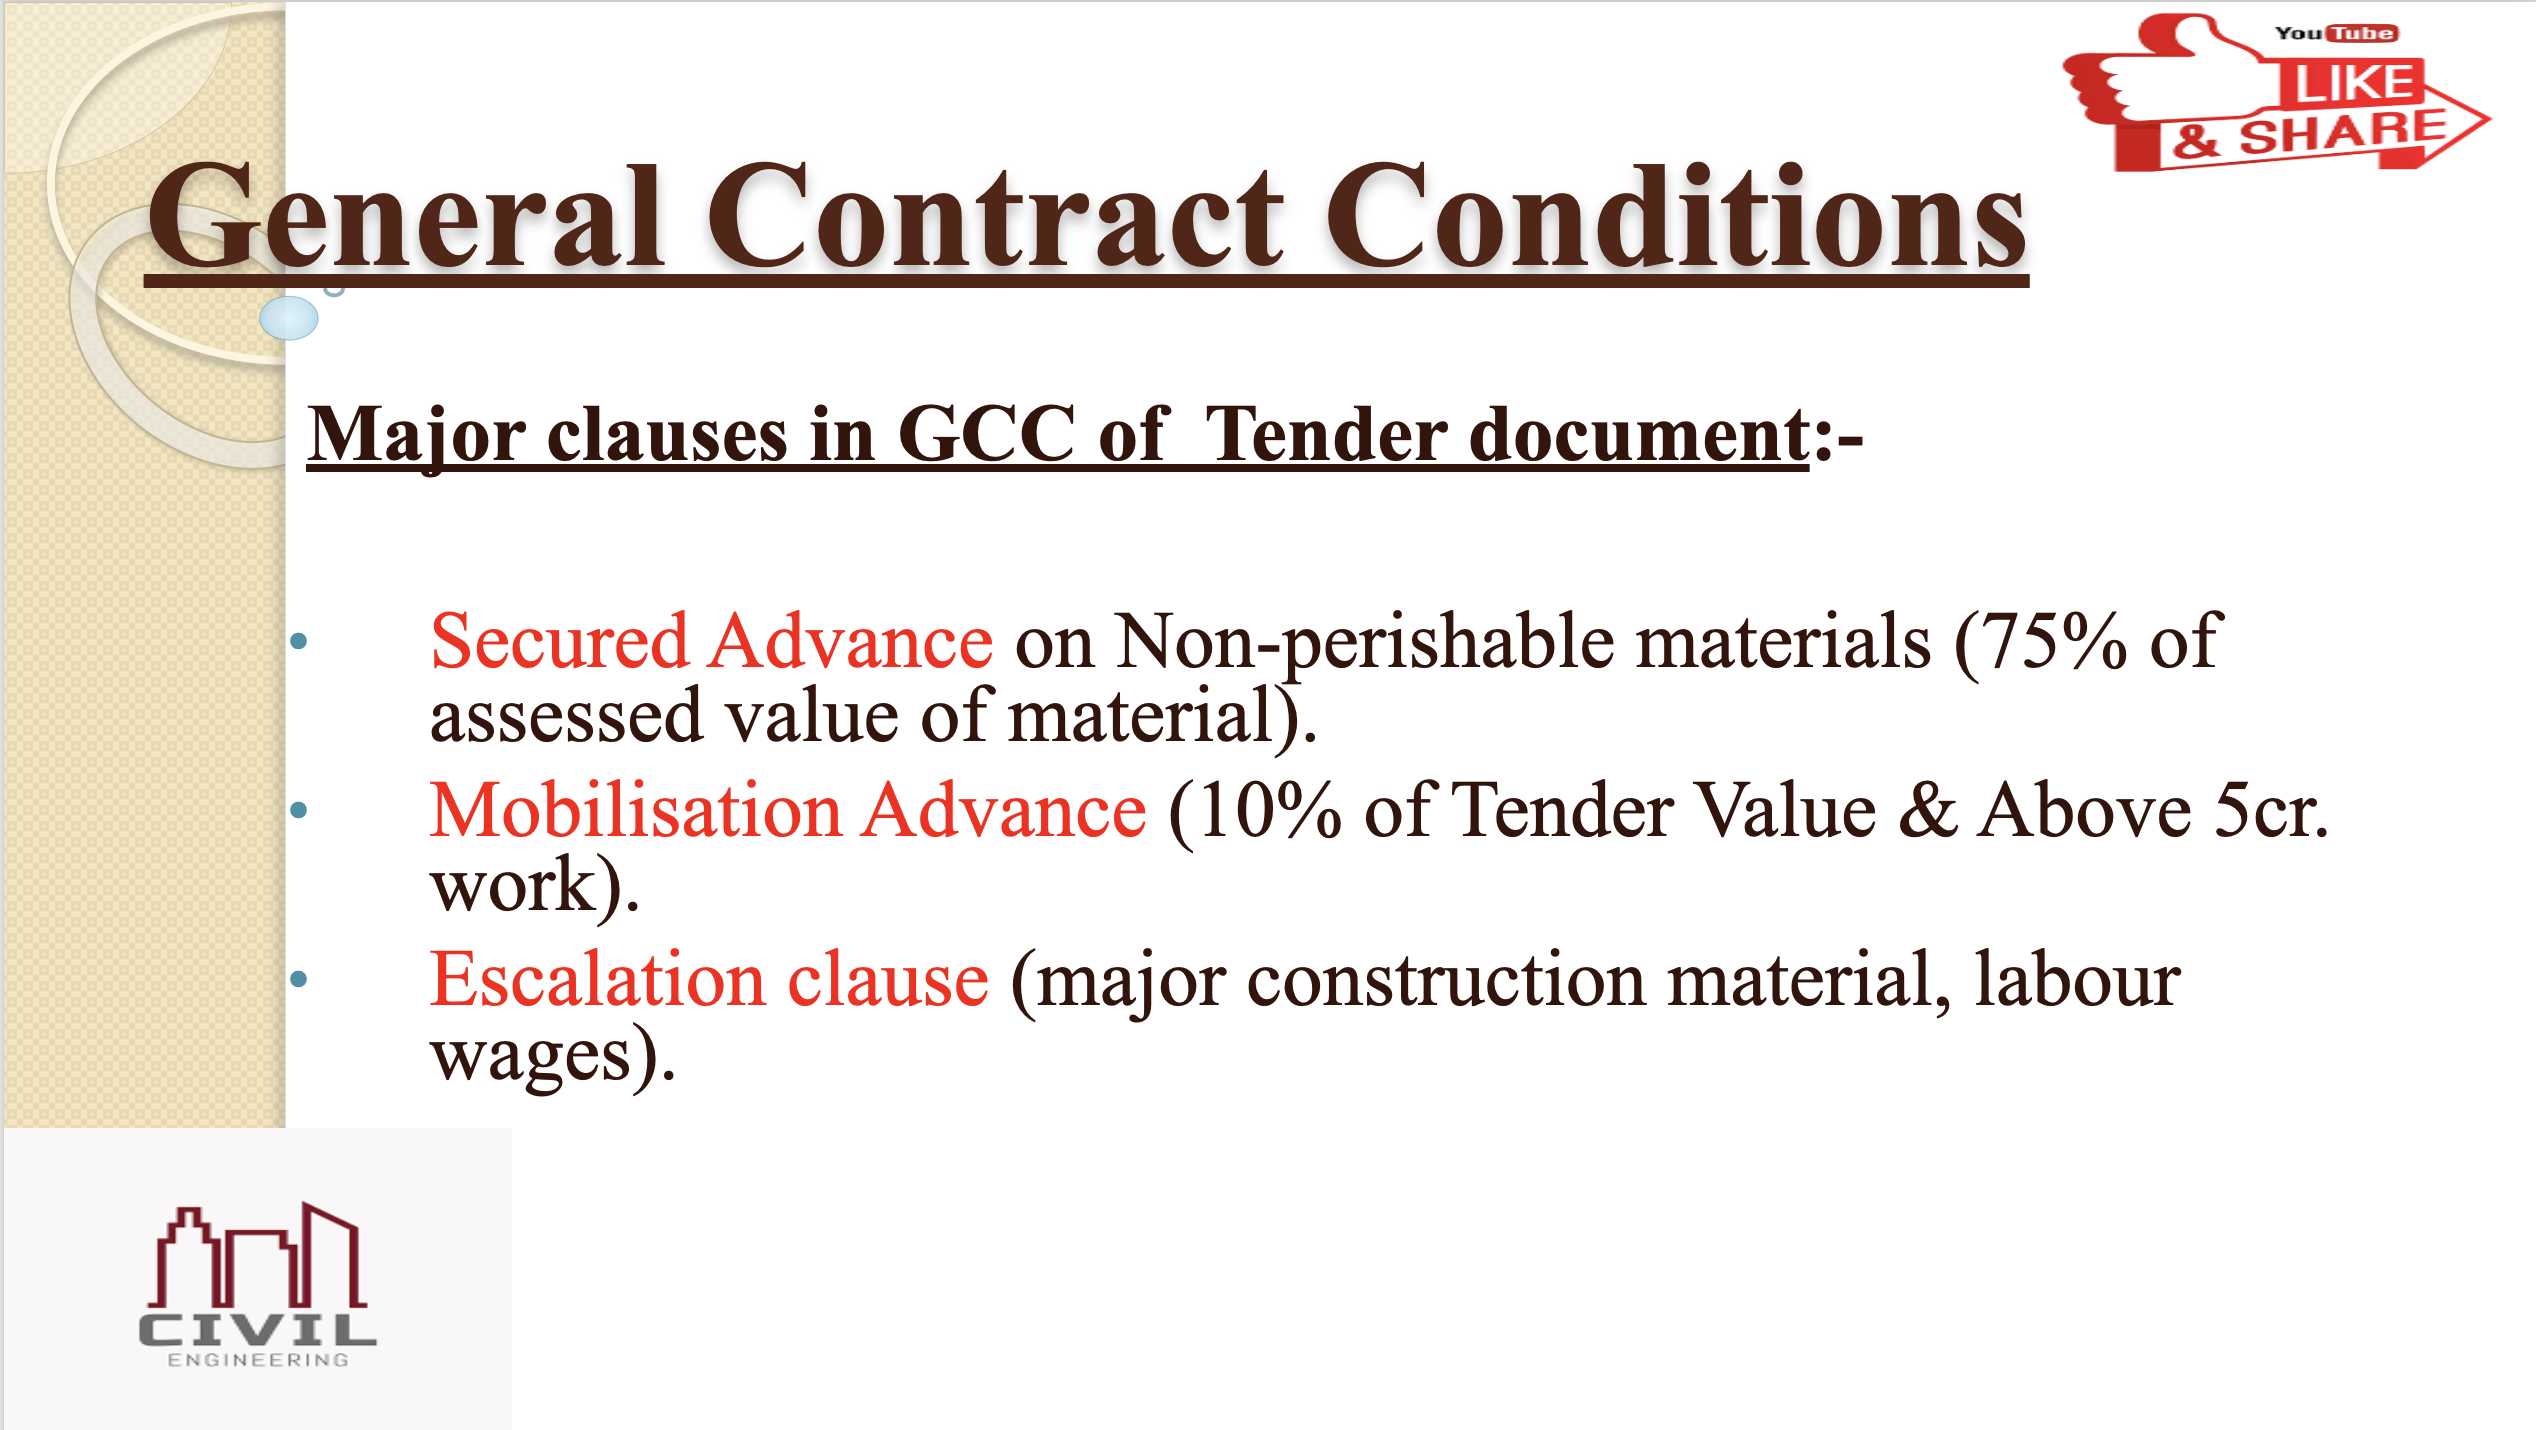 YouTube
LIKE
& SHARE
General Contract Conditions
Major clauses in GCC of  Tender document:-
• Secured Advance on Non-perishable materials (75% of
assessed value of material).
• Mobilisation Advance (10% of Tender Value & Above 5cr.
work).
• Escalation clause (major construction material, labour
wages).
CIVIL
ENGINEERING